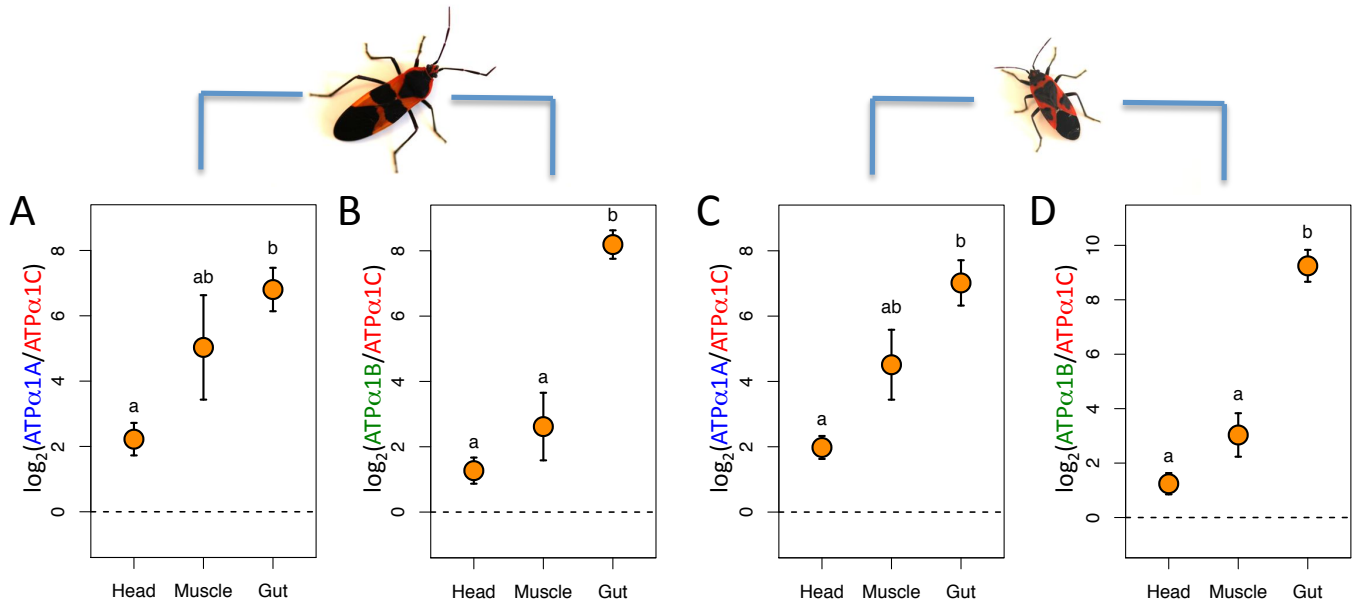 A
log₂(ATPα1A/ATPα1C)
8
6
4
2
0
a
ab
b
Head Muscle Gut
B
log₂(ATPα1B/ATPα1C)
8
6
4
2
0
a
a
b
Head Muscle Gut
C
log₂(ATPα1A/ATPα1C)
8
6
4
2
0
a
ab
b
Head Muscle Gut
D
log₂(ATPα1B/ATPα1C)
10
8
6
4
2
0
a
a
b
Head Muscle Gut